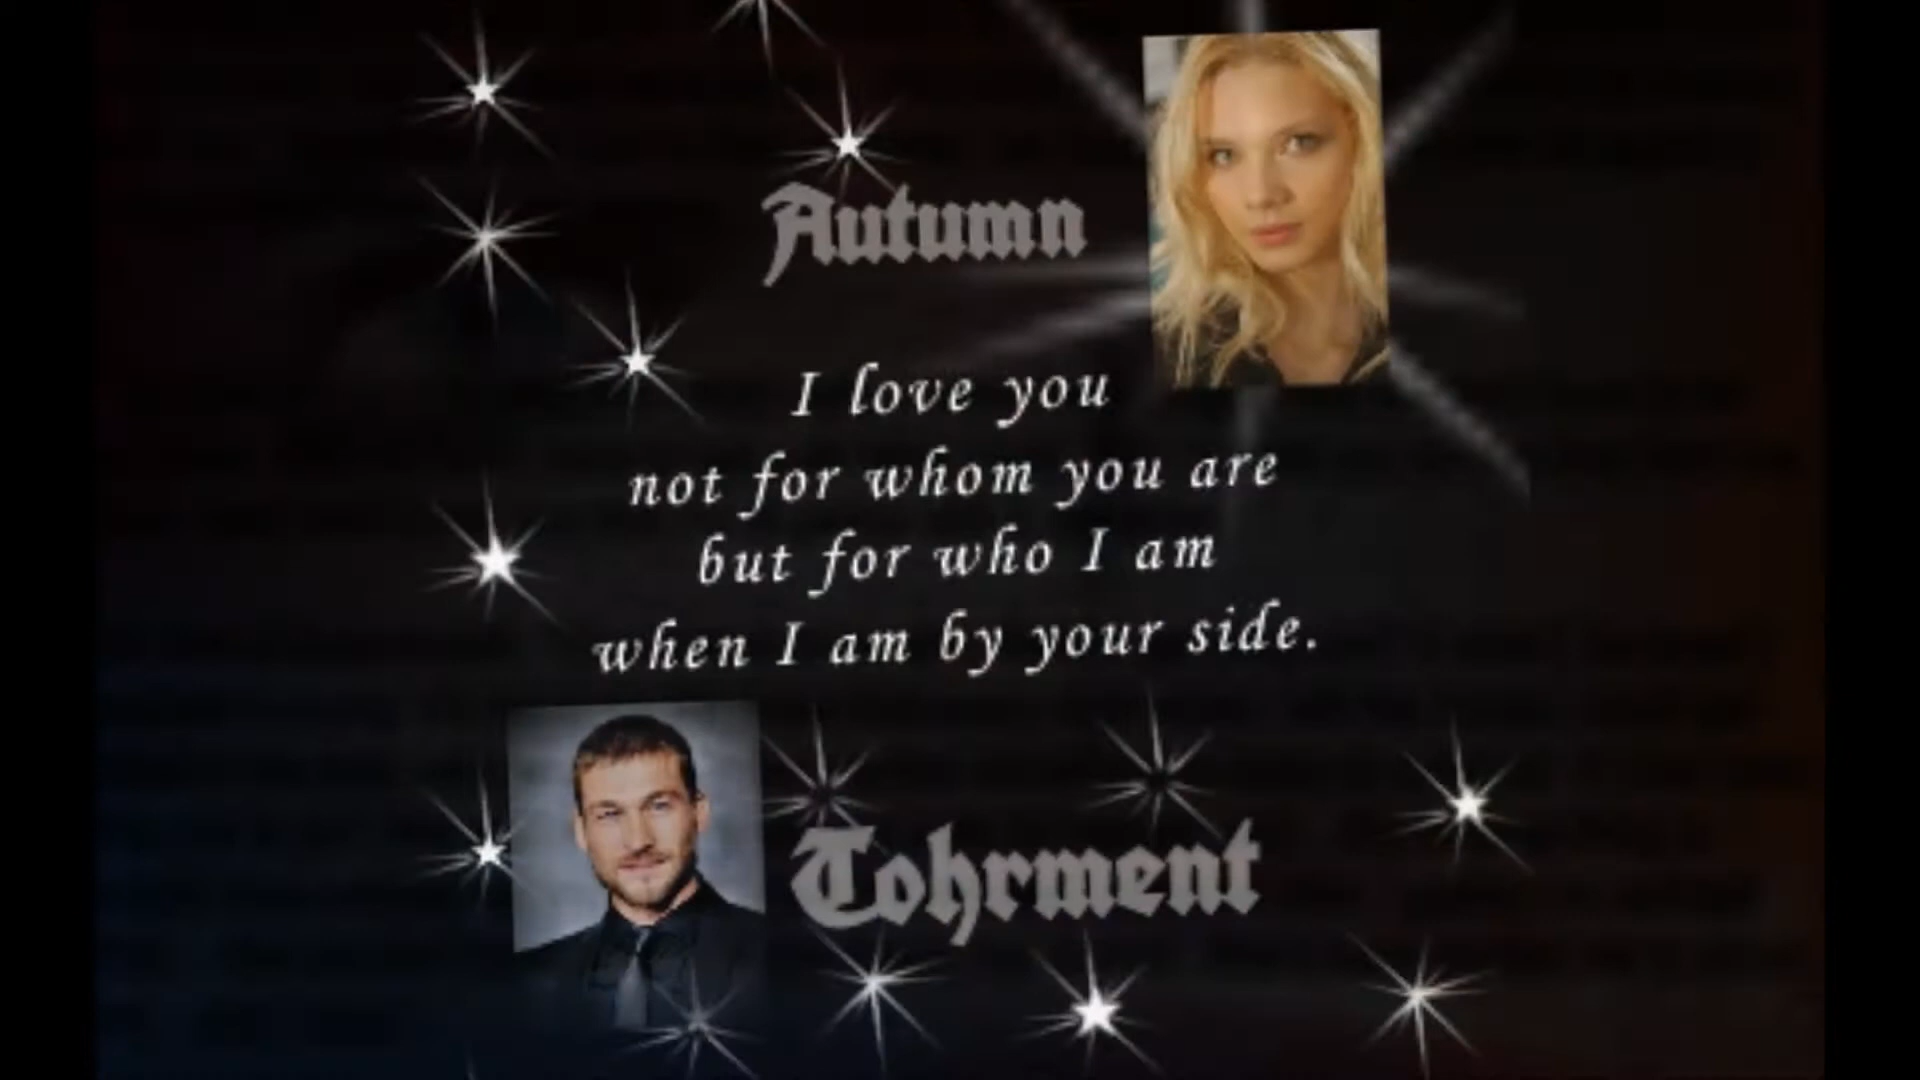 Autumn
I love you
not for whom you are
but for who I am
when I am by your side.
Tohrment